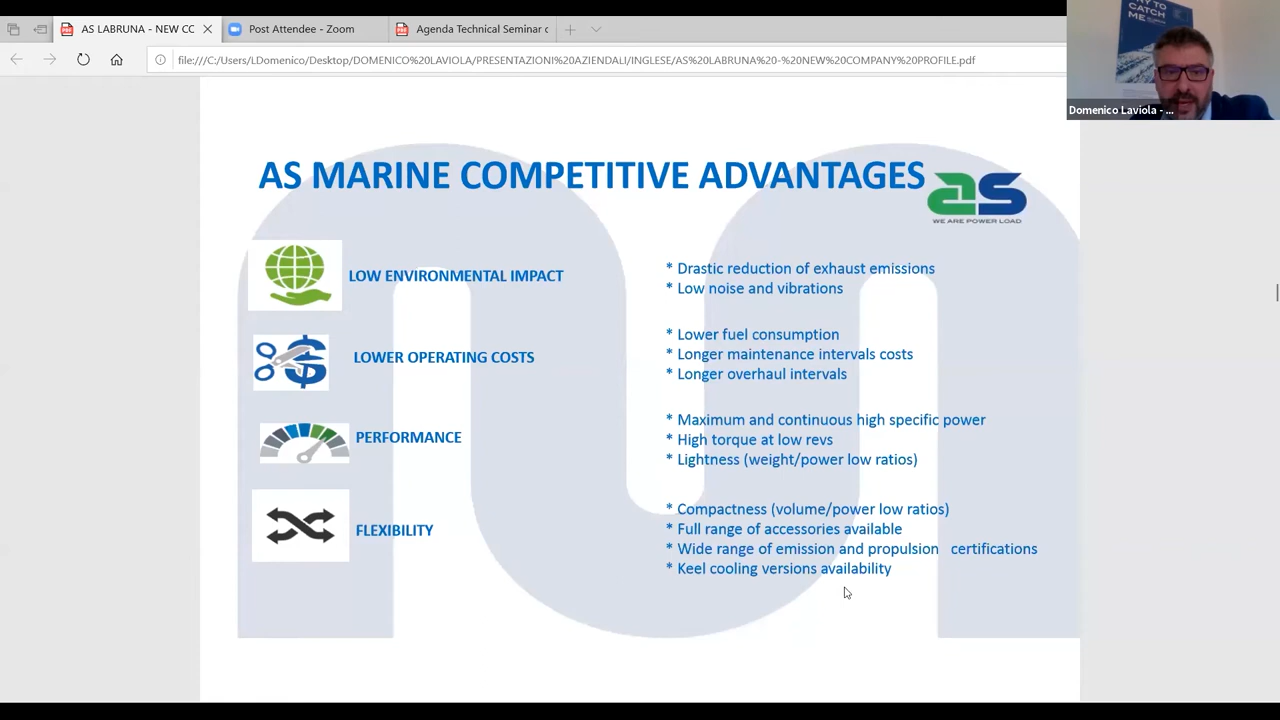 AS LABRUNA - NEW CC
Post Attendee - Zoom
Agenda Technical Seminar c
file:///C:/Users/LDomenico/Desktop/DOMENICO%20LAVIOLA/PRESENTAZIONI%20AZIENDALI/INGLESE/AS%20LABRUNA%20-%20NEW%20COMPANY%20PROFILE.pdf
TO
CATCH
ME
Domenico Laviola - ...
AS MARINE COMPETITIVE ADVANTAGES
as
WE ARE POWER LOAD
LOW ENVIRONMENTAL IMPACT
* Drastic reduction of exhaust emissions
* Low noise and vibrations
LOWER OPERATING COSTS
* Lower fuel consumption
* Longer maintenance intervals costs
* Longer overhaul intervals
PERFORMANCE
* Maximum and continuous high specific power
* High torque at low revs
* Lightness (weight/power low ratios)
FLEXIBILITY
* Compactness (volume/power low ratios)
* Full range of accessories available
* Wide range of emission and propulsion certifications
* Keel cooling versions availability